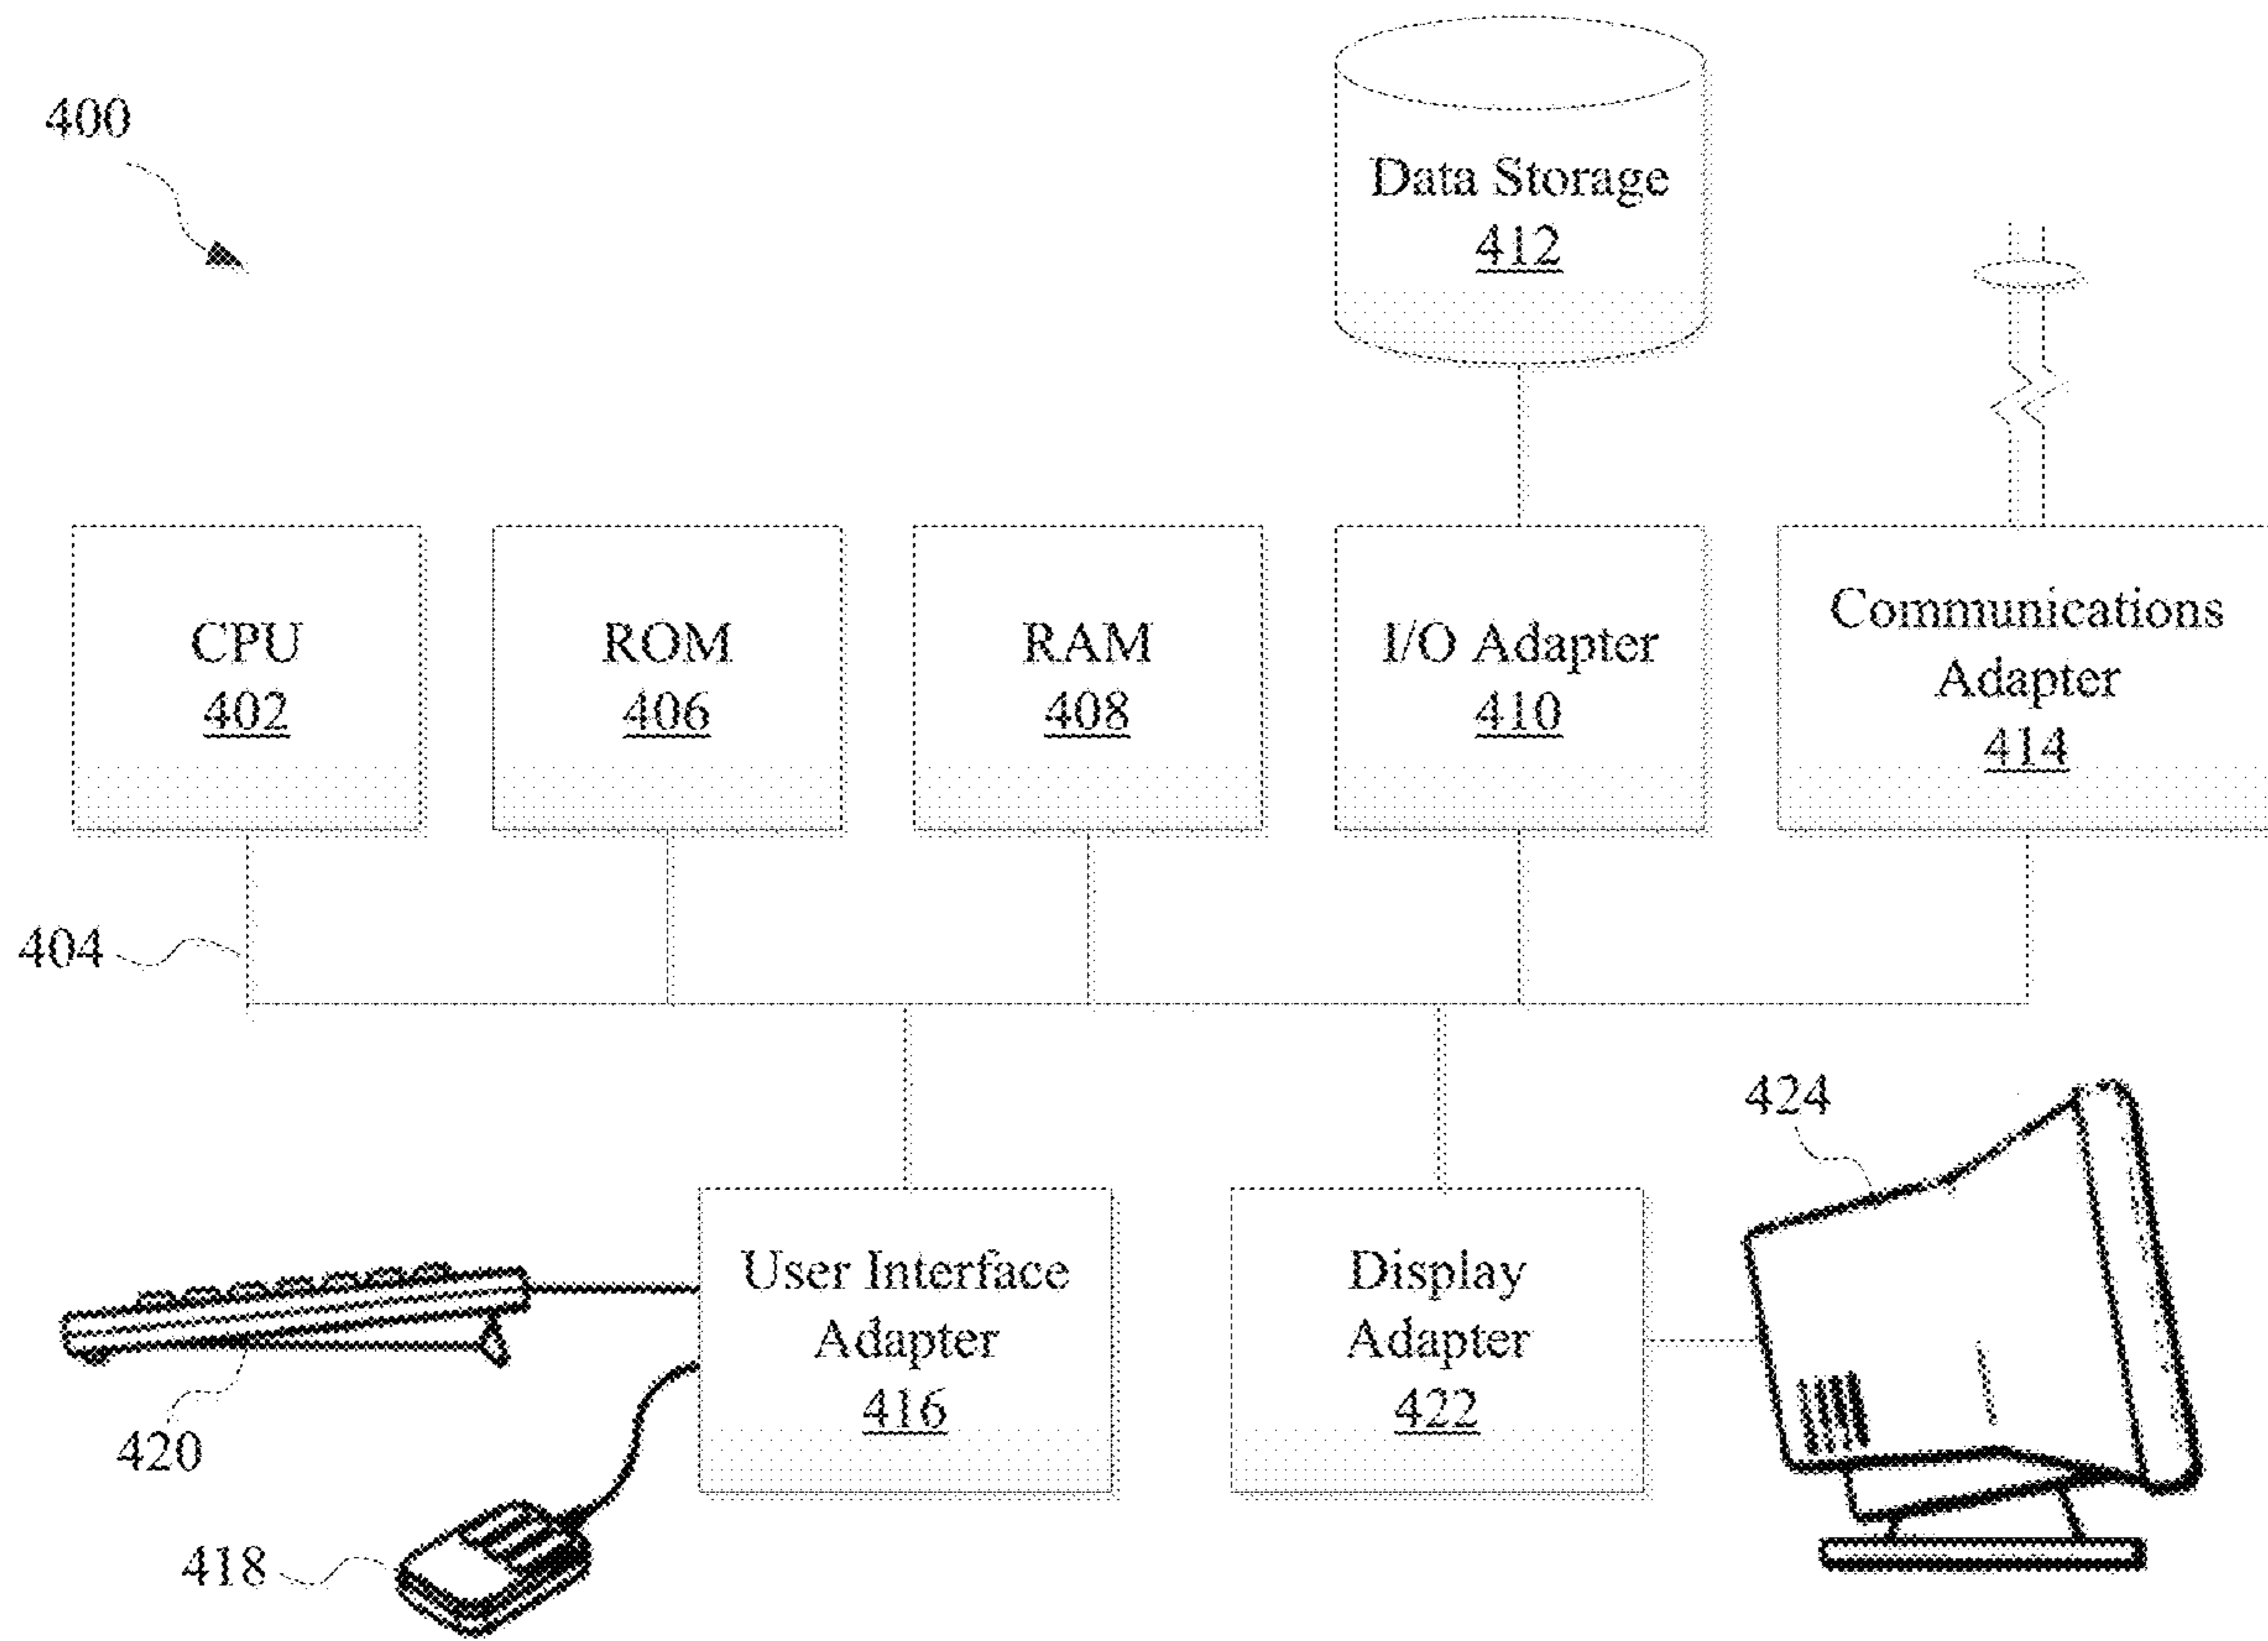 400
Data Storage
412
CPU
402
ROM
406
RAM
408
I/O Adapter
410
Communications
Adapter
414
404
424
User Interface
Adapter
416
Display
Adapter
422
420
418